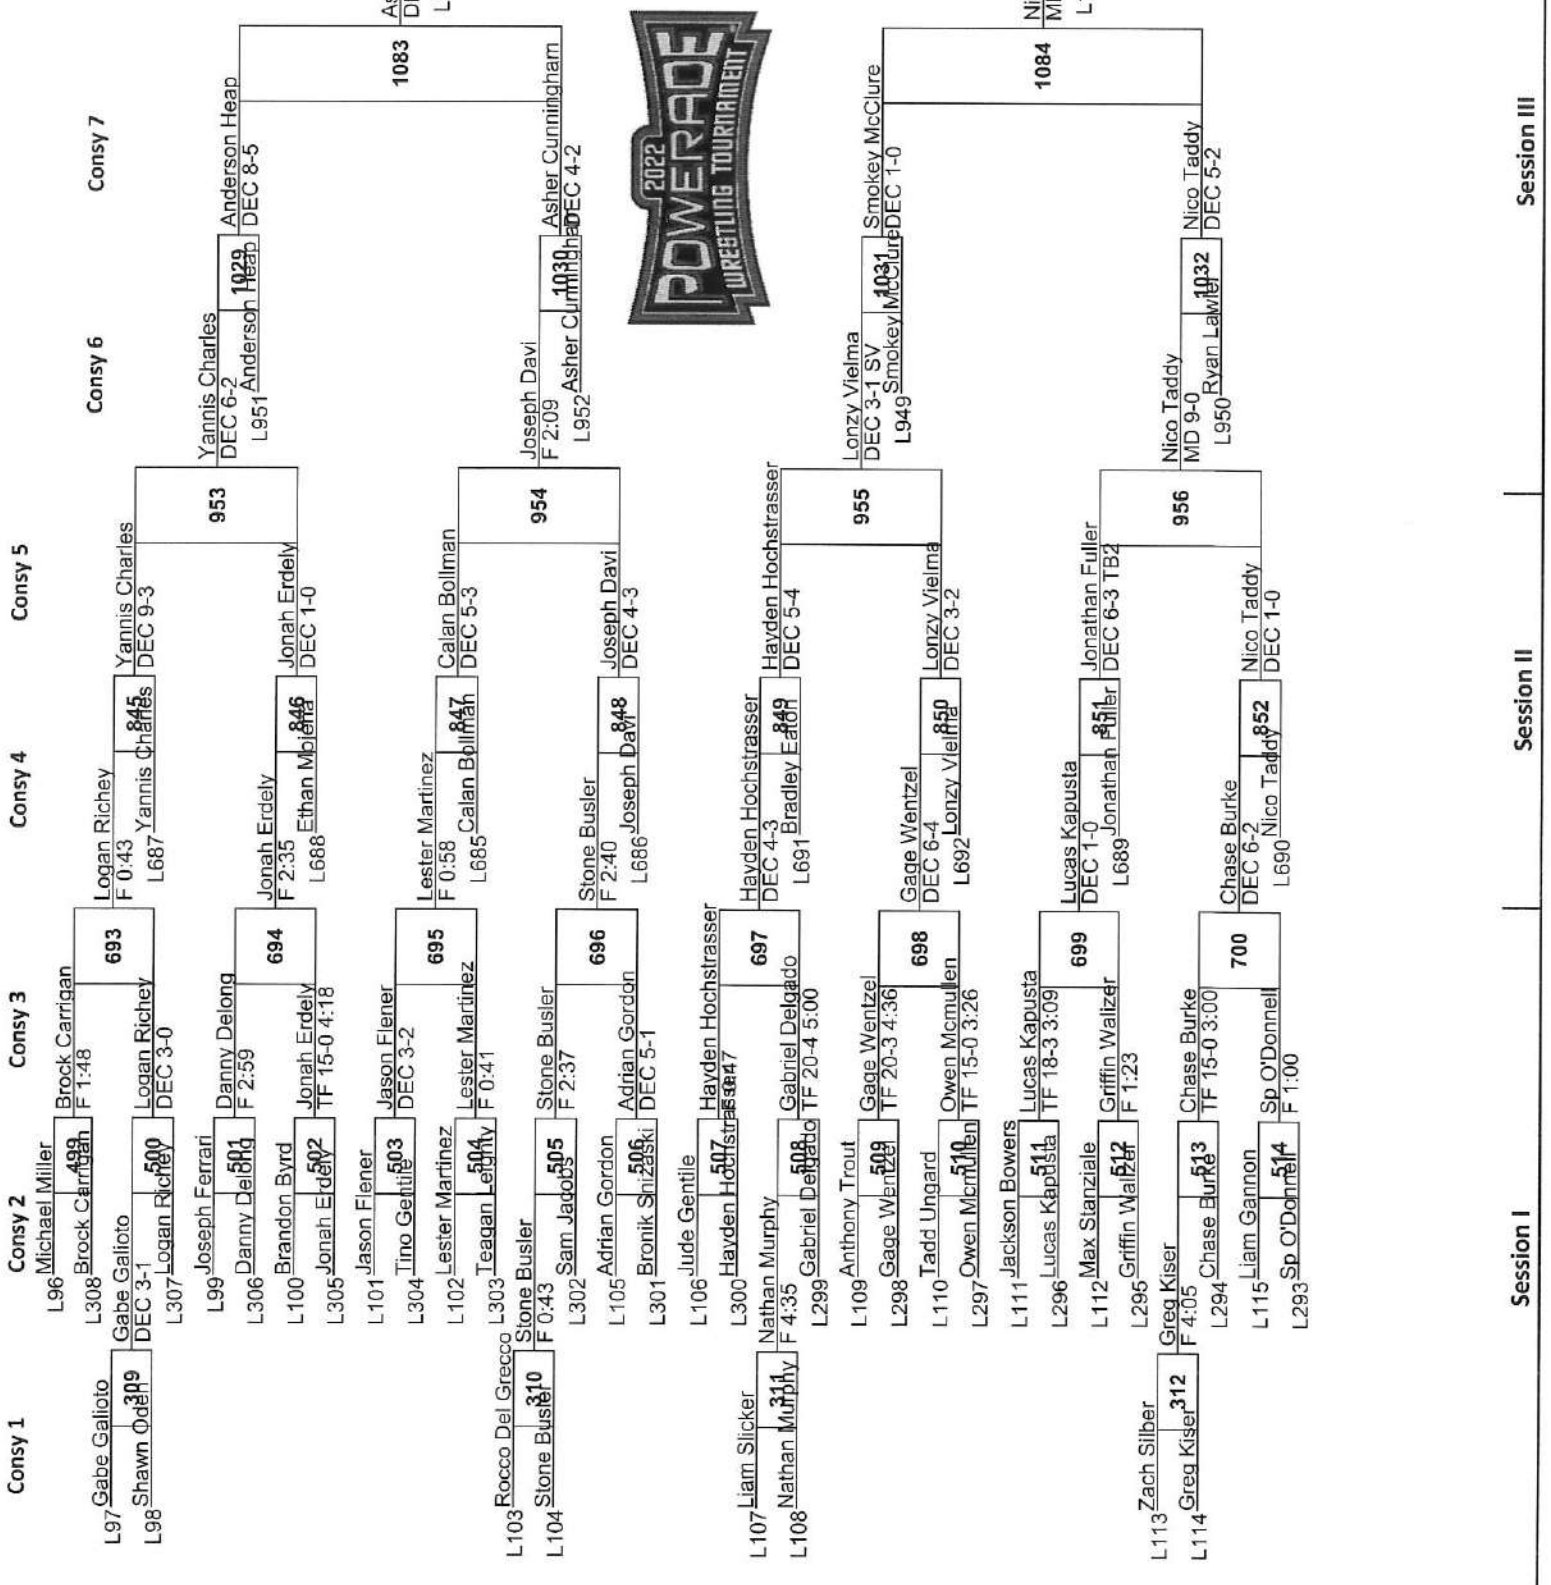 Consy 1
Consy 2
Consy 3
Consy 4
Consy 5
Consy 6
Consy 7
L97 Gabe Galioto
309
L98 Shawn Oden
L103 Rocco Del Grecco
310
L104 Stone Busler
L107 Liam Slicker
311
L108 Nathan Murphy
L113 Zach Silber
312
L114 Greg Kiser
L96 Michael Miller
499
L308 Brock Carrigan
Gabe Galioto
DEC 3-1
500
L307 Logan Richey
L99 Joseph Ferrari
501
L306 Danny Delong
L100 Brandon Byrd
502
L305 Jonah Erdely
L101 Jason Flener
503
L304 Tino Gentile
L102 Lester Martinez
504
L303 Teagan Leighty
Stone Busler
F 0:43
505
L302 Sam Jacobs
L105 Adrian Gordon
506
L301 Bronik Snizaski
L106 Jude Gentile
507
L300 Hayden Hochstrasser
Nathan Murphy
F 4:35
508
L299 Gabriel Delgado
L109 Anthony Trout
509
L298 Gage Wentzel
L110 Tadd Ungard
510
L297 Owen Mcmullen
L111 Jackson Bowers
511
L296 Lucas Kapusta
L112 Max Stanziale
512
L295 Griffin Walizer
Greg Kiser
F 4:05
513
L294 Chase Burke
L115 Liam Gannon
514
L293 Sp O'Donnell
Brock Carrigan
F 1:48
693
Logan Richey
DEC 3-0
Danny Delong
F 2:59
694
Jonah Erdely
TF 15-0 4:18
Jason Flener
DEC 3-2
695
Lester Martinez
F 0:41
Stone Busler
F 2:37
696
Adrian Gordon
DEC 5-1
Hayden Hochstrasser
F 0:47
697
Gabriel Delgado
TF 20-4 5:00
Gage Wentzel
TF 20-3 4:36
698
Owen Mcmullen
TF 15-0 3:26
Lucas Kapusta
TF 18-3 3:09
699
Griffin Walizer
F 1:23
Chase Burke
TF 15-0 3:00
700
Sp O'Donnell
F 1:00
Logan Richey
F 0:43
845
L687 Yannis Charles
Jonah Erdely
F 2:35
846
L688 Ethan Mojena
Lester Martinez
F 0:58
847
L685 Calan Bollman
Stone Busler
F 2:40
848
L686 Joseph Davi
Hayden Hochstrasser
DEC 4-3
849
L691 Bradley Eaton
Gage Wentzel
DEC 6-4
850
L692 Lonzy Vielma
Lucas Kapusta
DEC 1-0
851
L689 Jonathan Fuller
Chase Burke
DEC 6-2
852
L690 Nico Taddy
Yannis Charles
DEC 9-3
953
Jonah Erdely
DEC 1-0
Calan Bollman
DEC 5-3
954
Joseph Davi
DEC 4-3
Hayden Hochstrasser
DEC 5-4
955
Lonzy Vielma
DEC 3-2
Jonathan Fuller
DEC 6-3 TB2
956
Nico Taddy
DEC 1-0
Yannis Charles
DEC 6-2
1029
L951 Anderson Heap
Joseph Davi
F 2:09
1030
L952 Asher Cunningham
Lonzy Vielma
DEC 3-1 SV
1031
L949 Smokey McClure
Nico Taddy
MD 9-0
1032
L950 Ryan Lawler
Anderson Heap
DEC 8-5
1083
Asher Cunningham
DEC 4-2
2022
POWERADE
WRESTLING TOURNAMENT
Smokey McClure
DEC 1-0
1084
Nico Taddy
DEC 5-2
Session I
Session II
Session III